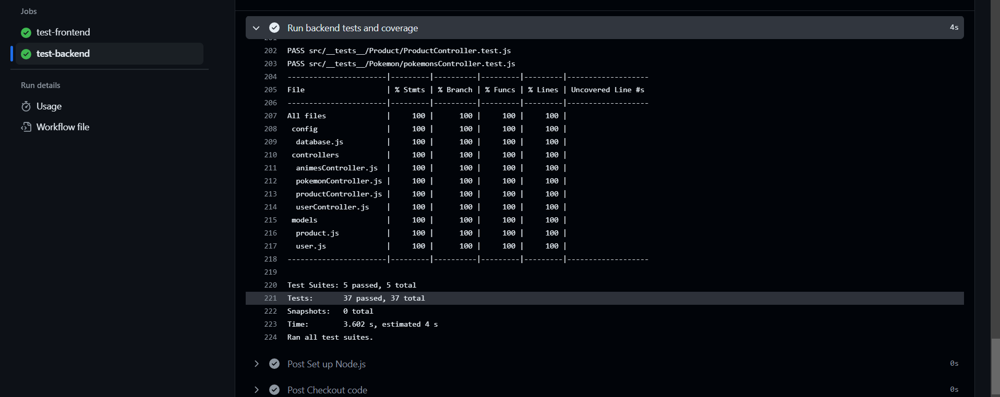 Jobs
test-frontend
test-backend
Run details
Usage
Workflow file
Run backend tests and coverage 4s
201
202 PASS src/__tests__/Product/ProductController.test.js
203 PASS src/__tests__/Pokemon/pokemonsController.test.js
204 -----------------------|---------|----------|---------|---------|-------------------
205 File                   | % Stmts | % Branch | % Funcs | % Lines | Uncovered Line #s
206 -----------------------|---------|----------|---------|---------|-------------------
207 All files              |     100 |      100 |     100 |     100 |
208  config                |     100 |      100 |     100 |     100 |
209   database.js          |     100 |      100 |     100 |     100 |
210  controllers           |     100 |      100 |     100 |     100 |
211   animesController.js  |     100 |      100 |     100 |     100 |
212   pokemonController.js |     100 |      100 |     100 |     100 |
213   productController.js |     100 |      100 |     100 |     100 |
214   userController.js    |     100 |      100 |     100 |     100 |
215  models                |     100 |      100 |     100 |     100 |
216   product.js           |     100 |      100 |     100 |     100 |
217   user.js              |     100 |      100 |     100 |     100 |
218 -----------------------|---------|----------|---------|---------|-------------------
219
220 Test Suites: 5 passed, 5 total
221 Tests:       37 passed, 37 total
222 Snapshots:   0 total
223 Time:        3.602 s, estimated 4 s
224 Ran all test suites.
Post Set up Node.js 0s
Post Checkout code 0s